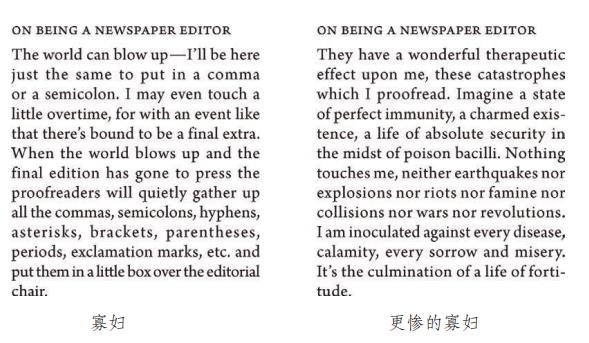 ON BEING A NEWSPAPER EDITOR
The world can blow up—I'll be here
just the same to put in a comma
or a semicolon. I may even touch a
little overtime, for with an event like
that there's bound to be a final extra.
When the world blows up and the
final edition has gone to press the
proofreaders will quietly gather up
all the commas, semicolons, hyphens,
asterisks, brackets, parentheses,
periods, exclamation marks, etc. and
put them in a little box over the editorial
chair.
寡妇
ON BEING A NEWSPAPER EDITOR
They have a wonderful therapeutic
effect upon me, these catastrophes
which I proofread. Imagine a state
of perfect immunity, a charmed exis-
tence, a life of absolute security in
the midst of poison bacilli. Nothing
touches me, neither earthquakes nor
explosions nor riots nor famine nor
collisions nor wars nor revolutions.
I am inoculated against every disease,
calamity, every sorrow and misery.
It's the culmination of a life of forti-
tude.
更惨的寡妇